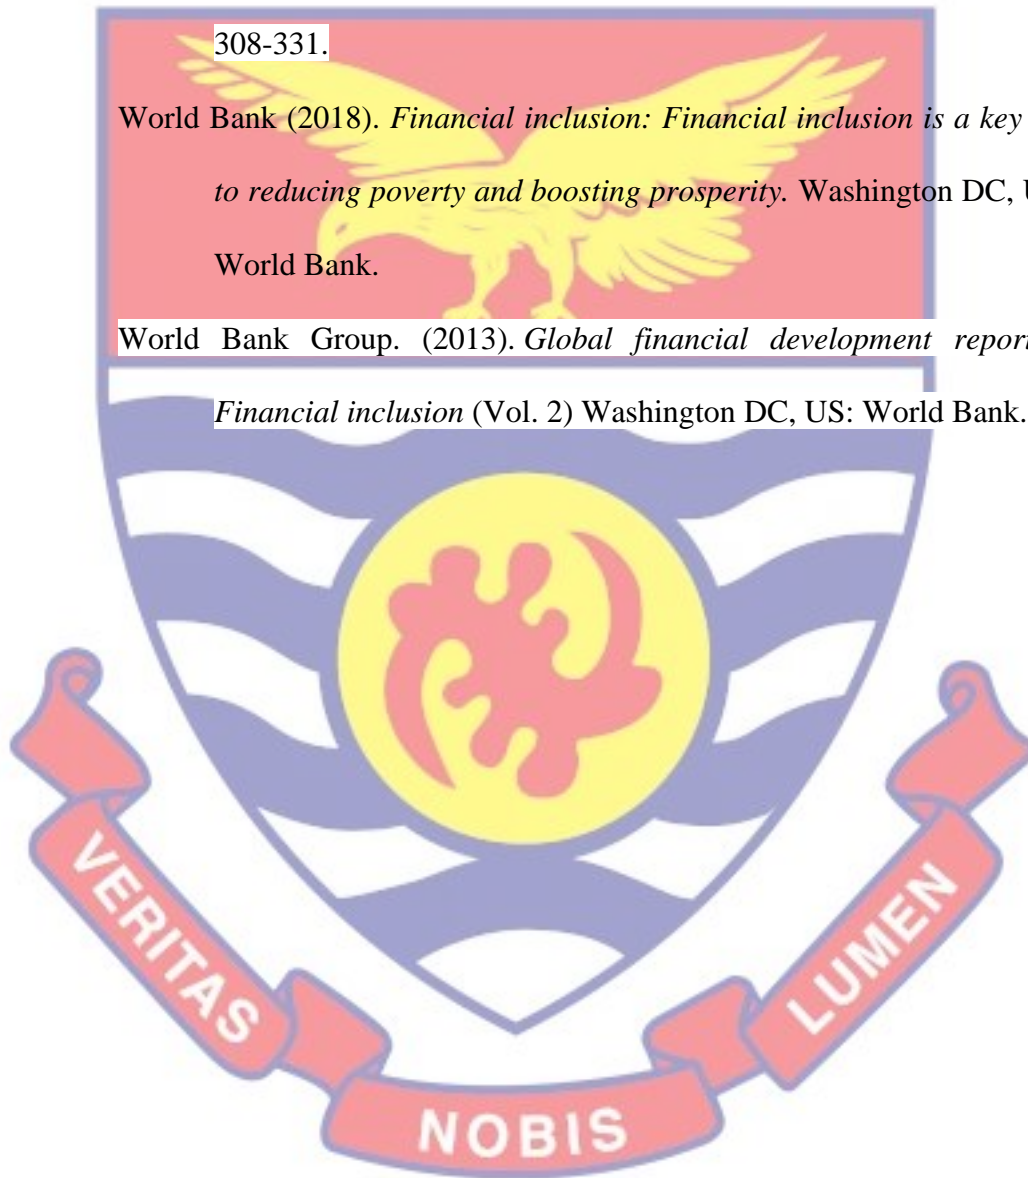 308-331.
World Bank (2018). Financial inclusion: Financial inclusion is a key
to reducing poverty and boosting prosperity. Washington DC,
World Bank.
World Bank Group. (2013). Global financial development
Financial inclusion (Vol. 2) Washington DC, US: World Bank.
VERITAS
NOBIS
LUMEN